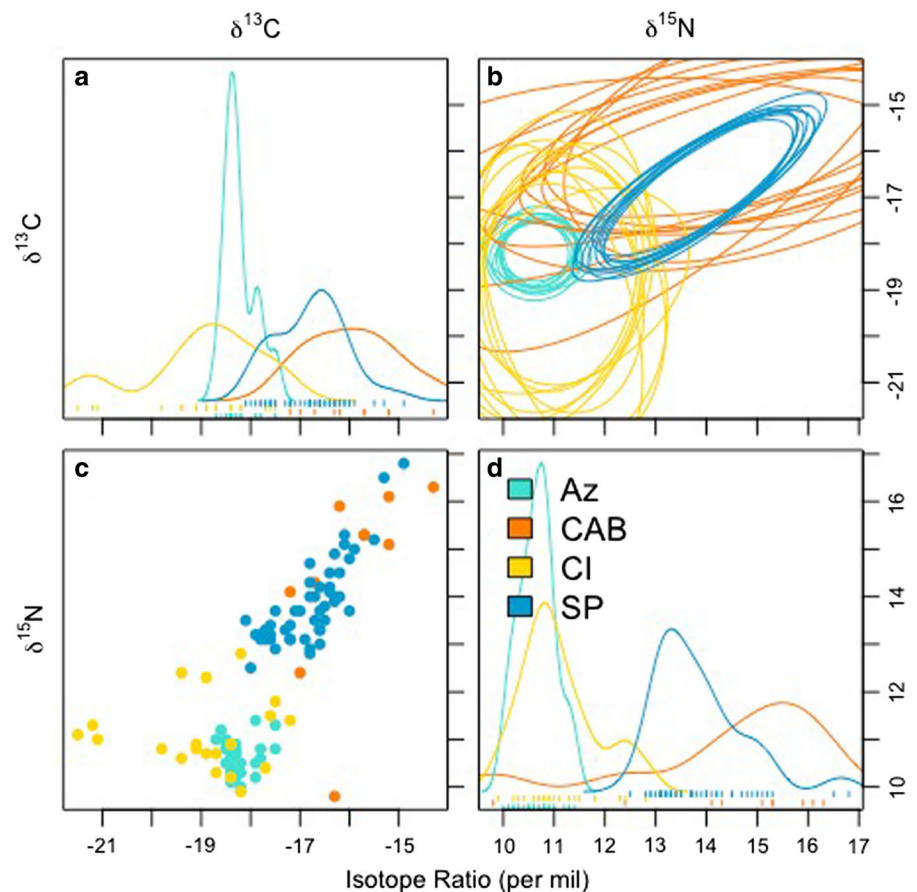 δ13C δ15N
a b
δ13C
-15
-17
-19
-21
c d
Az
CAB
CI
SP
δ15N
16
14
12
10
-21 -19 -17 -15 10 11 12 13 14 15 16 17
Isotope Ratio (per mil)